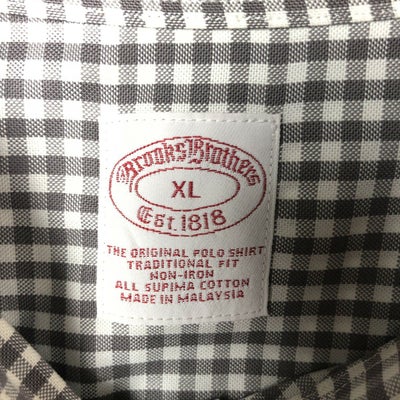 Brooks Brothers
XL
Est. 1818
THE ORIGINAL POLO SHIRT
TRADITIONAL FIT
NON-IRON
ALL SUPIMA COTTON
MADE IN MALAYSIA